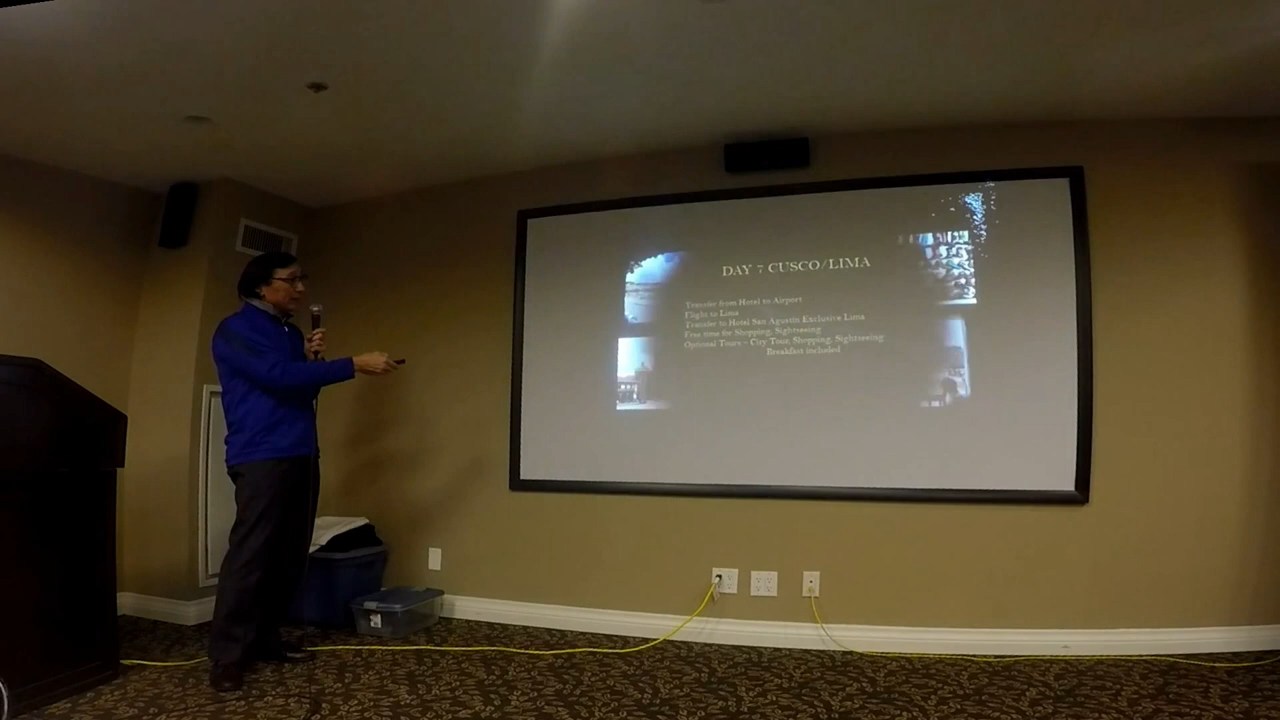 DAY 7 CUSCO/LIMA
Transfer from Hotel to Airport
Flight to Lima
Transfer to Hotel San Agustin Exclusive Lima
Free time for Shopping, Sightseeing
Optional Tours - City Tour, Shopping, Sightseeing
Breakfast included